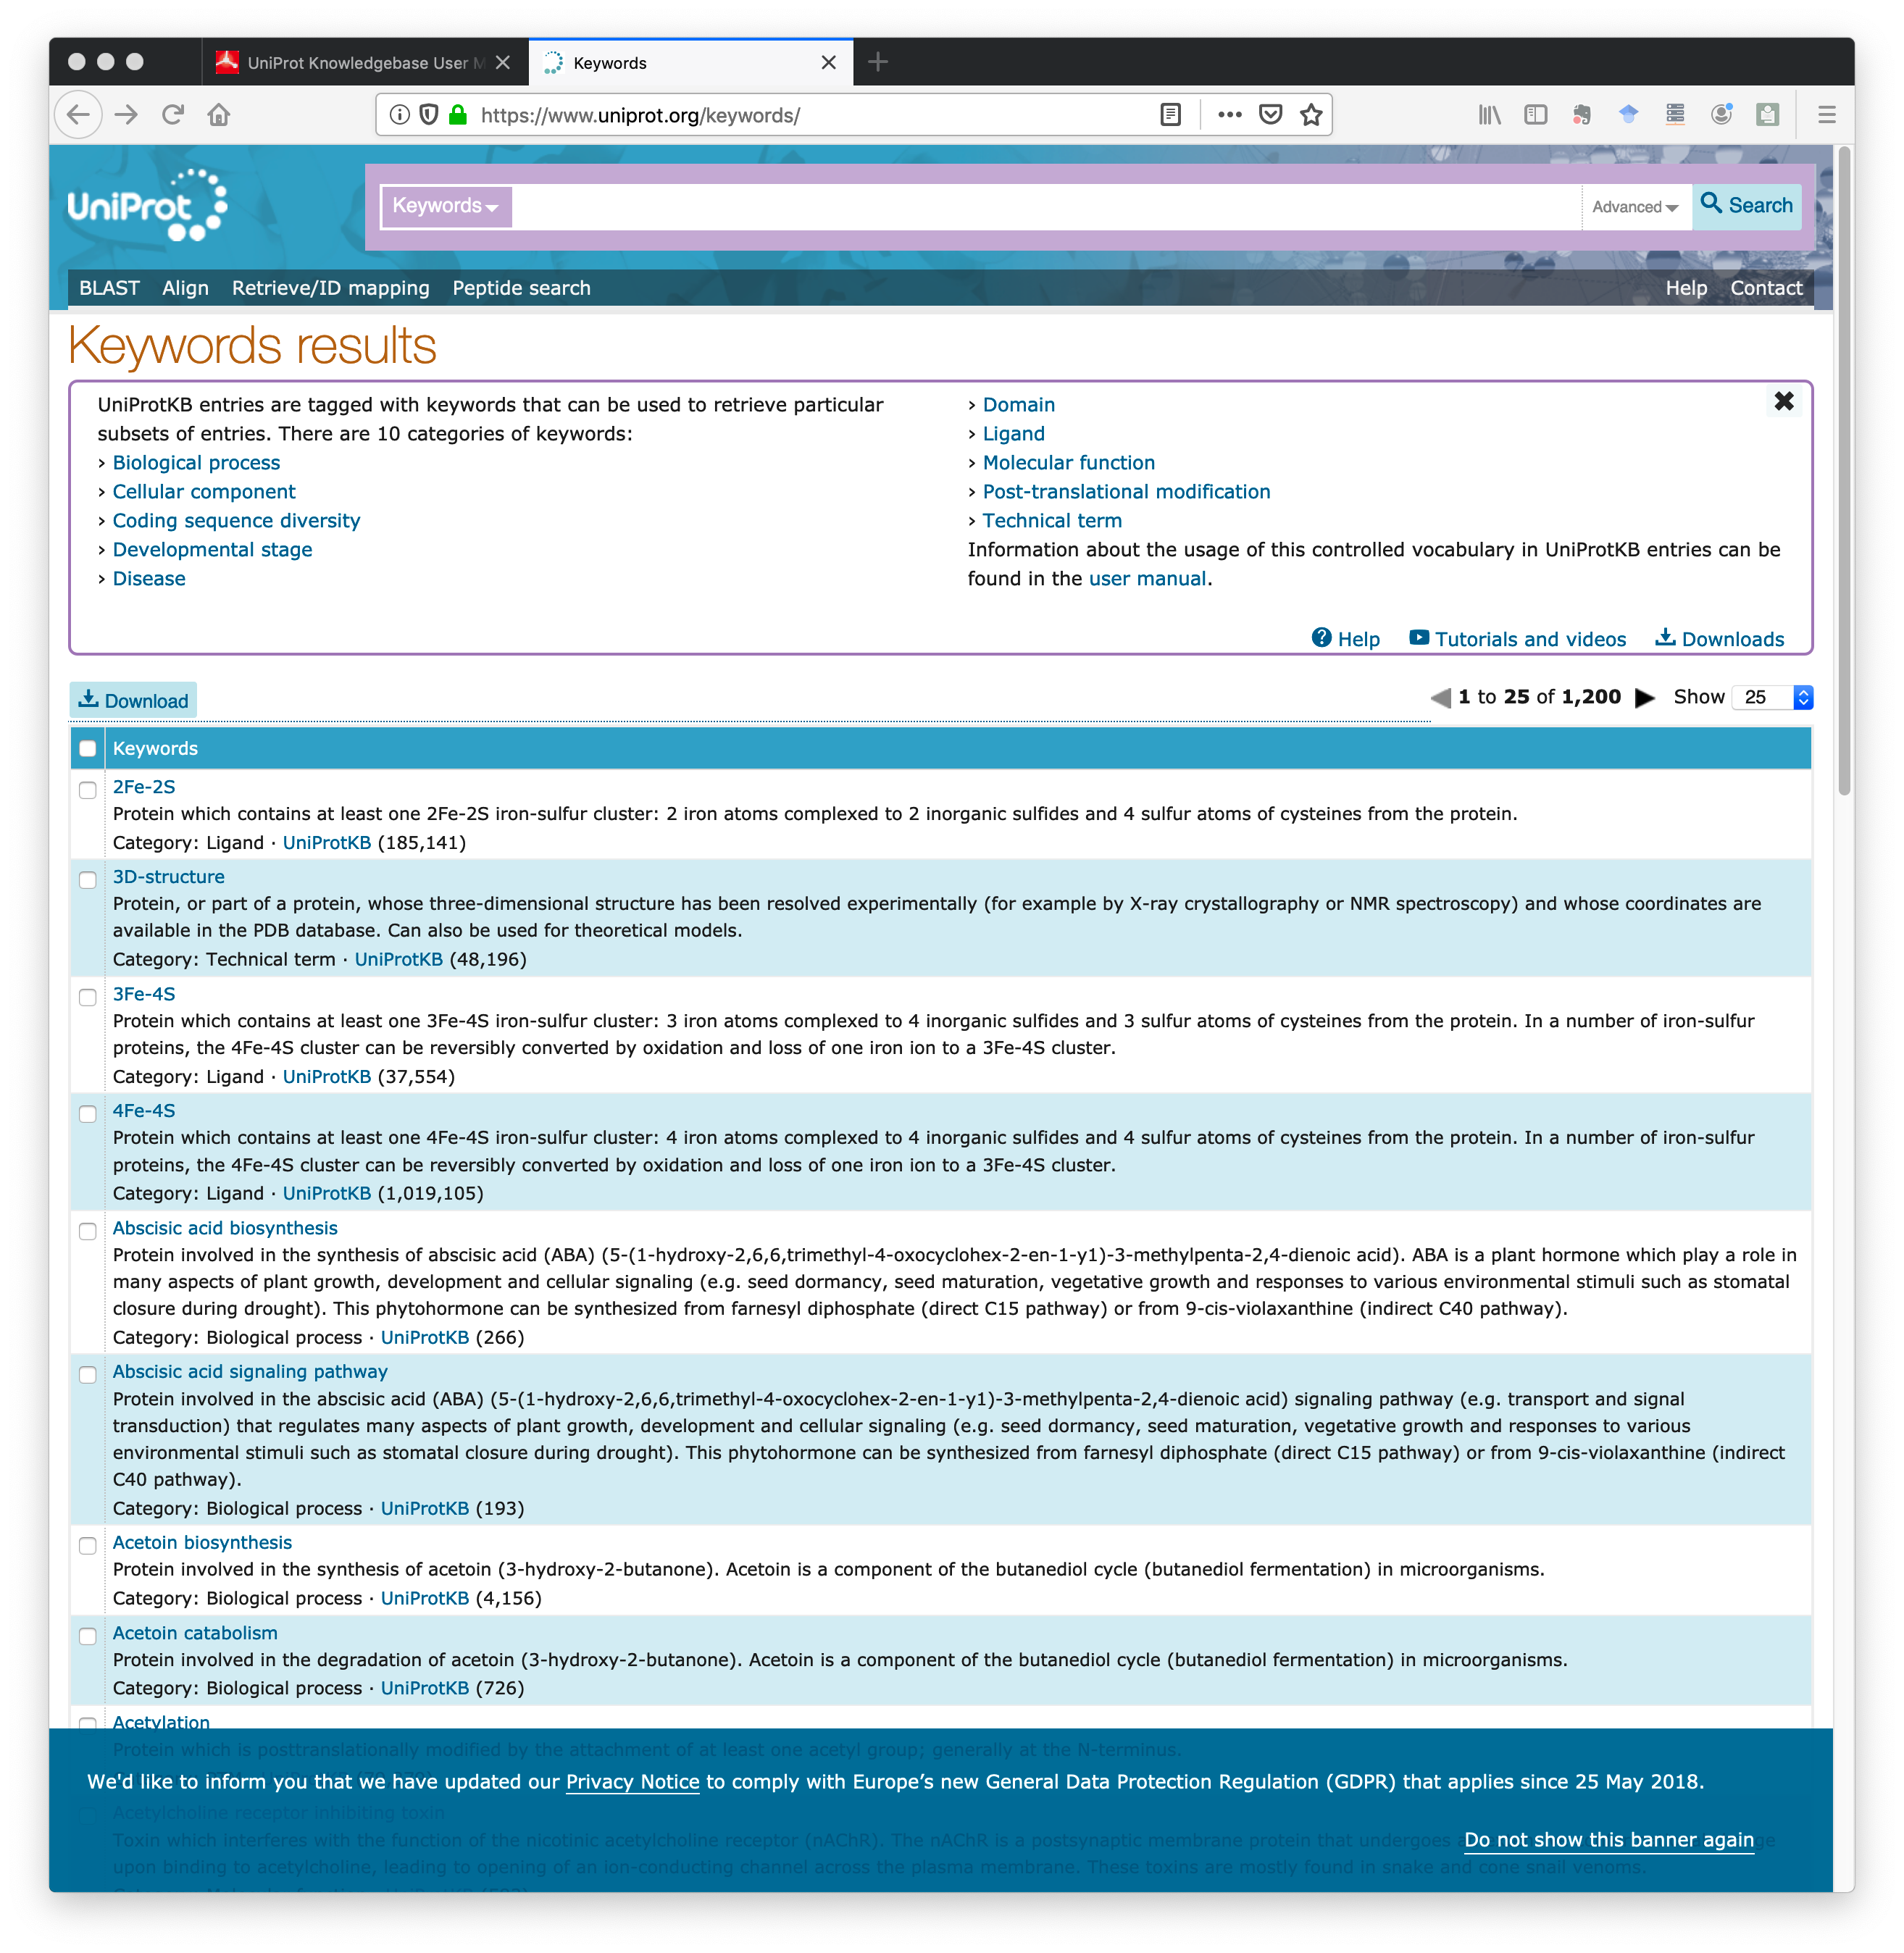 UniProt Knowledgebase User M
Keywords
https://www.uniprot.org/keywords/
UniProt
Keywords
Advanced
Search
BLAST Align Retrieve/ID mapping Peptide search
Help Contact
Keywords results
UniProtKB entries are tagged with keywords that can be used to retrieve particular
subsets of entries. There are 10 categories of keywords:
› Biological process
› Cellular component
› Coding sequence diversity
› Developmental stage
› Disease
› Domain
› Ligand
› Molecular function
› Post-translational modification
› Technical term
Information about the usage of this controlled vocabulary in UniProtKB entries can be
found in the user manual.
Help Tutorials and videos Downloads
Download
1 to 25 of 1,200 Show 25
Keywords
2Fe-2S
Protein which contains at least one 2Fe-2S iron-sulfur cluster: 2 iron atoms complexed to 2 inorganic sulfides and 4 sulfur atoms of cysteines from the protein.
Category: Ligand · UniProtKB (185,141)
3D-structure
Protein, or part of a protein, whose three-dimensional structure has been resolved experimentally (for example by X-ray crystallography or NMR spectroscopy) and whose coordinates are
available in the PDB database. Can also be used for theoretical models.
Category: Technical term · UniProtKB (48,196)
3Fe-4S
Protein which contains at least one 3Fe-4S iron-sulfur cluster: 3 iron atoms complexed to 4 inorganic sulfides and 3 sulfur atoms of cysteines from the protein. In a number of iron-sulfur
proteins, the 4Fe-4S cluster can be reversibly converted by oxidation and loss of one iron ion to a 3Fe-4S cluster.
Category: Ligand · UniProtKB (37,554)
4Fe-4S
Protein which contains at least one 4Fe-4S iron-sulfur cluster: 4 iron atoms complexed to 4 inorganic sulfides and 4 sulfur atoms of cysteines from the protein. In a number of iron-sulfur
proteins, the 4Fe-4S cluster can be reversibly converted by oxidation and loss of one iron ion to a 3Fe-4S cluster.
Category: Ligand · UniProtKB (1,019,105)
Abscisic acid biosynthesis
Protein involved in the synthesis of abscisic acid (ABA) (5-(1-hydroxy-2,6,6,trimethyl-4-oxocyclohex-2-en-1-y1)-3-methylpenta-2,4-dienoic acid). ABA is a plant hormone which play a role in
many aspects of plant growth, development and cellular signaling (e.g. seed dormancy, seed maturation, vegetative growth and responses to various environmental stimuli such as stomatal
closure during drought). This phytohormone can be synthesized from farnesyl diphosphate (direct C15 pathway) or from 9-cis-violaxanthine (indirect C40 pathway).
Category: Biological process · UniProtKB (266)
Abscisic acid signaling pathway
Protein involved in the abscisic acid (ABA) (5-(1-hydroxy-2,6,6,trimethyl-4-oxocyclohex-2-en-1-y1)-3-methylpenta-2,4-dienoic acid) signaling pathway (e.g. transport and signal
transduction) that regulates many aspects of plant growth, development and cellular signaling (e.g. seed dormancy, seed maturation, vegetative growth and responses to various
environmental stimuli such as stomatal closure during drought). This phytohormone can be synthesized from farnesyl diphosphate (direct C15 pathway) or from 9-cis-violaxanthine (indirect
C40 pathway).
Category: Biological process · UniProtKB (193)
Acetoin biosynthesis
Protein involved in the synthesis of acetoin (3-hydroxy-2-butanone). Acetoin is a component of the butanediol cycle (butanediol fermentation) in microorganisms.
Category: Biological process · UniProtKB (4,156)
Acetoin catabolism
Protein involved in the degradation of acetoin (3-hydroxy-2-butanone). Acetoin is a component of the butanediol cycle (butanediol fermentation) in microorganisms.
Category: Biological process · UniProtKB (726)
Acetylation
Protein which is posttranslationally modified by the attachment of at least one acetyl group; generally at the N-terminus.
We'd like to inform you that we have updated our Privacy Notice to comply with Europe’s new General Data Protection Regulation (GDPR) that applies since 25 May 2018.
Acetylcholine receptor inhibiting toxin
Toxin which interferes with the function of the nicotinic acetylcholine receptor (nAChR). The nAChR is a postsynaptic membrane protein that undergoes
Do not show this banner again
upon binding to acetylcholine, leading to opening of an ion-conducting channel across the plasma membrane. These toxins are mostly found in snake and cone snail venoms.